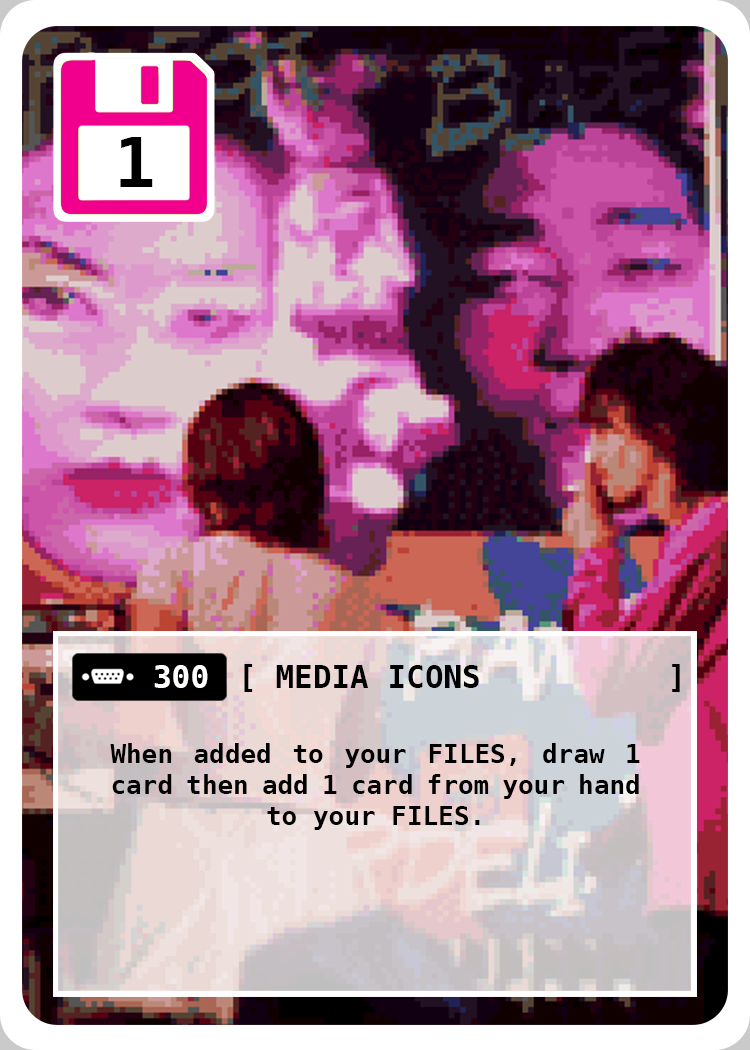 1
300 [ MEDIA ICONS ]
When added to your FILES, draw 1
card then add 1 card from your hand
to your FILES.